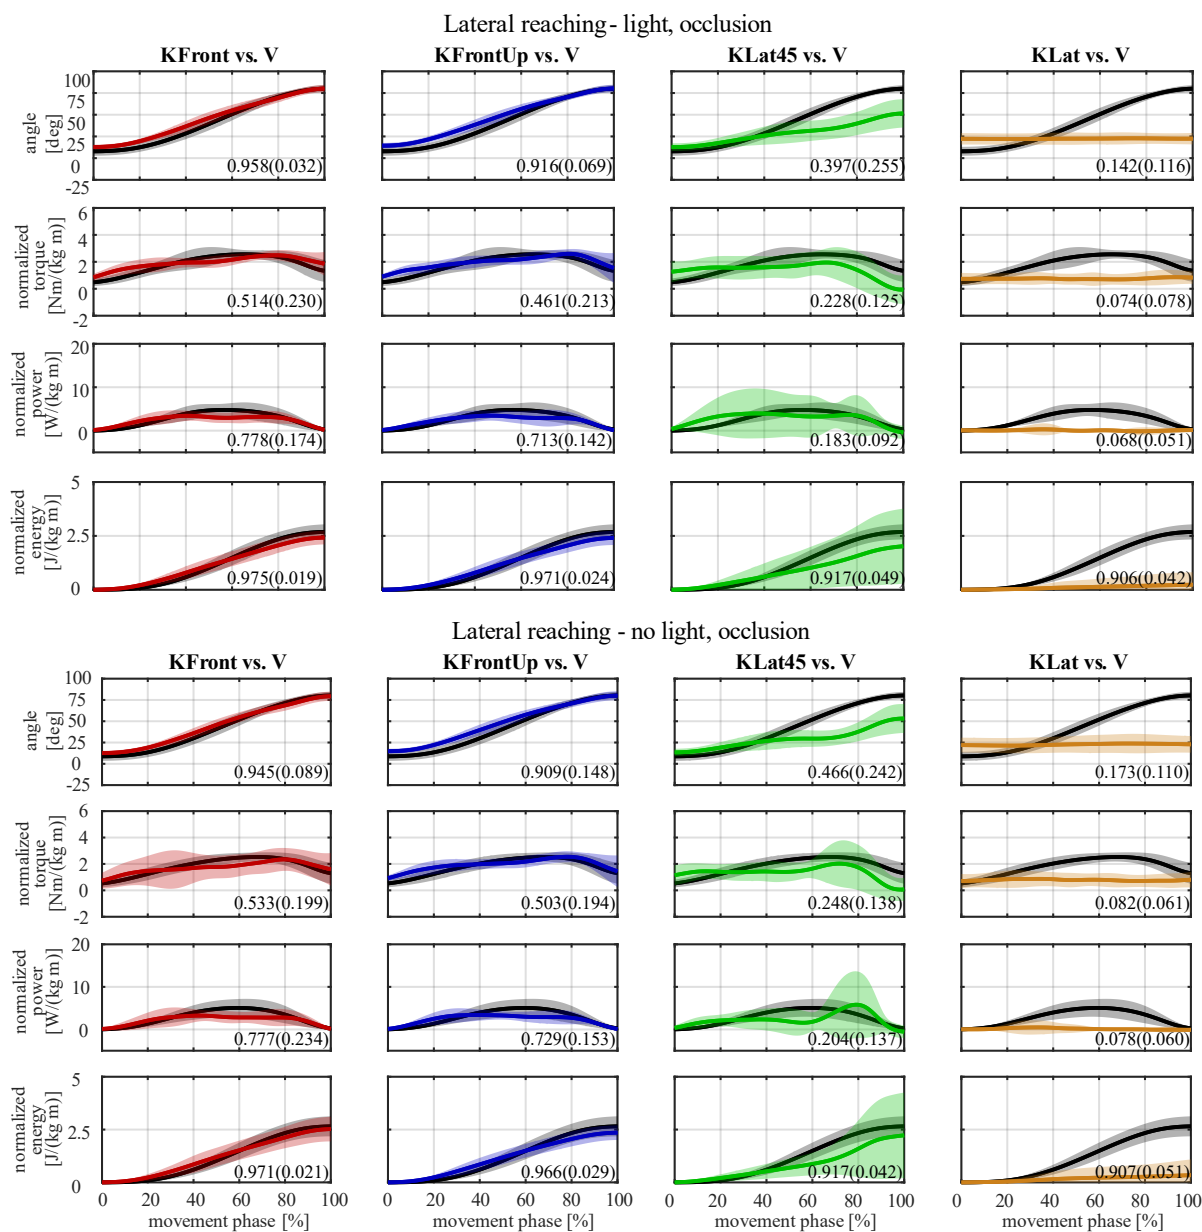 Lateral reaching - light, occlusion
KFront vs. V
KFrontUp vs. V
KLat45 vs. V
KLat vs. V
angle
[deg]
100
75
50
25
0
-25
0.958(0.032)
0.916(0.069)
0.397(0.255)
0.142(0.116)
normalized
torque
[Nm/(kg m)]
6
4
2
0
-2
0.514(0.230)
0.461(0.213)
0.228(0.125)
0.074(0.078)
normalized
power
[W/(kg m)]
20
10
0
0.778(0.174)
0.713(0.142)
0.183(0.092)
0.068(0.051)
normalized
energy
[J/(kg m)]
5
2.5
0
0.975(0.019)
0.971(0.024)
0.917(0.049)
0.906(0.042)
Lateral reaching - no light, occlusion
KFront vs. V
KFrontUp vs. V
KLat45 vs. V
KLat vs. V
angle
[deg]
100
75
50
25
0
-25
0.945(0.089)
0.909(0.148)
0.466(0.242)
0.173(0.110)
normalized
torque
[Nm/(kg m)]
6
4
2
0
-2
0.533(0.199)
0.503(0.194)
0.248(0.138)
0.082(0.061)
normalized
power
[W/(kg m)]
20
10
0
0.777(0.234)
0.729(0.153)
0.204(0.137)
0.078(0.060)
normalized
energy
[J/(kg m)]
5
2.5
0
0.971(0.021)
0.966(0.029)
0.917(0.042)
0.907(0.051)
0 20 40 60 80 100
0 20 40 60 80 100
0 20 40 60 80 100
0 20 40 60 80 100
movement phase [%]
movement phase [%]
movement phase [%]
movement phase [%]